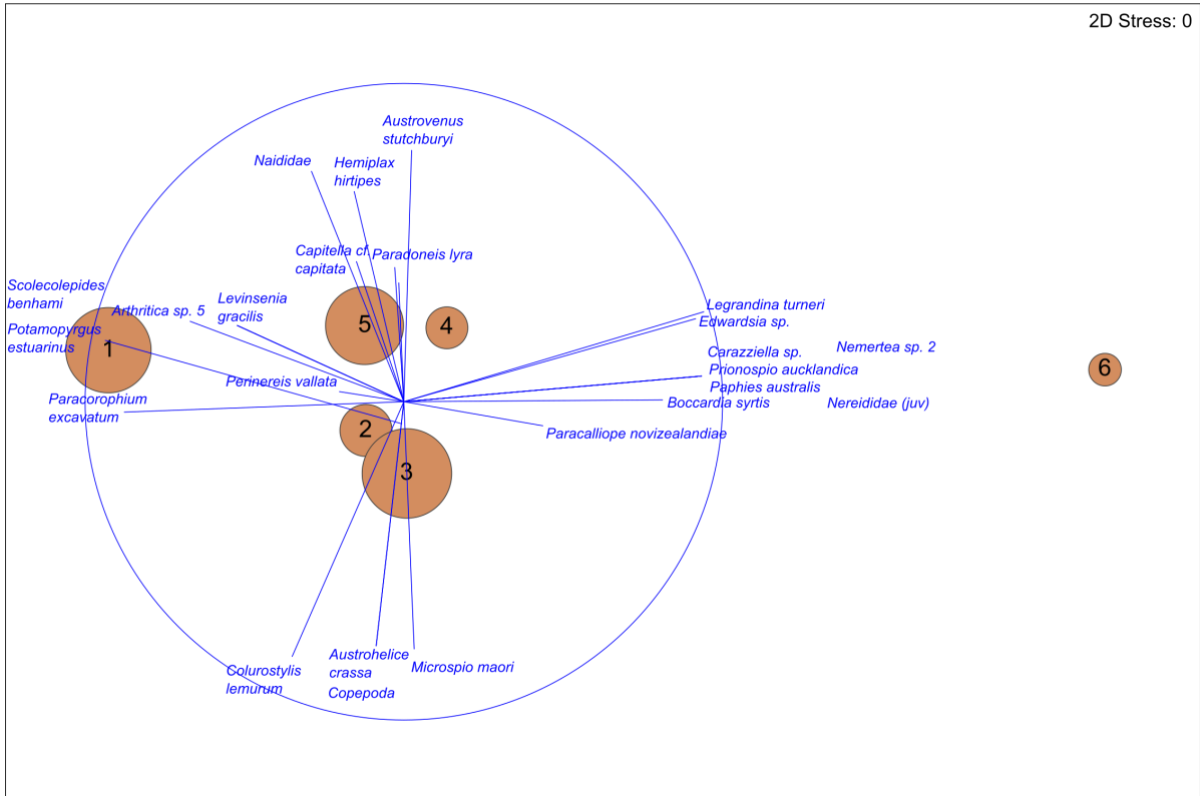 2D Stress: 0
Austrovenus
stutchburyi
Naididae
Hemiplax
hirtipes
Capitella cf.
capitata
Paradoneis lyra
Scolecolepides
benhami
Arthritica sp. 5
Levinsenia
gracilis
Potamopyrgus
estuarinus
1
5
4
Legrandina turneri
Edwardsia sp.
Carazziella sp.
Nemertea sp. 2
Prionospio aucklandica
6
Perinereis vallata
Paphies australis
Paracorophium
excavatum
Boccardia syrtis
Nereididae (juv)
2
Paracalliope novizealandiae
3
Colurostylis
lemurum
Austrohelice
crassa
Copepoda
Microspio maori